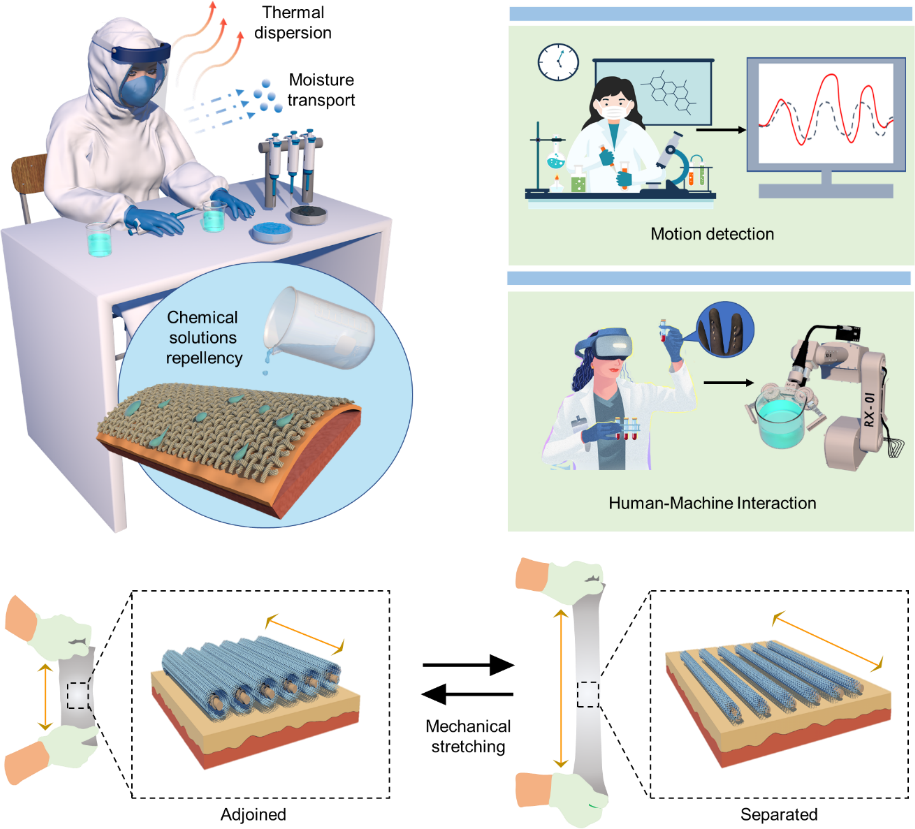 Thermal
dispersion
Moisture
transport
Chemical
solutions
repellency
Motion detection
RX-01
Human-Machine Interaction
Mechanical
stretching
Adjoined
Separated